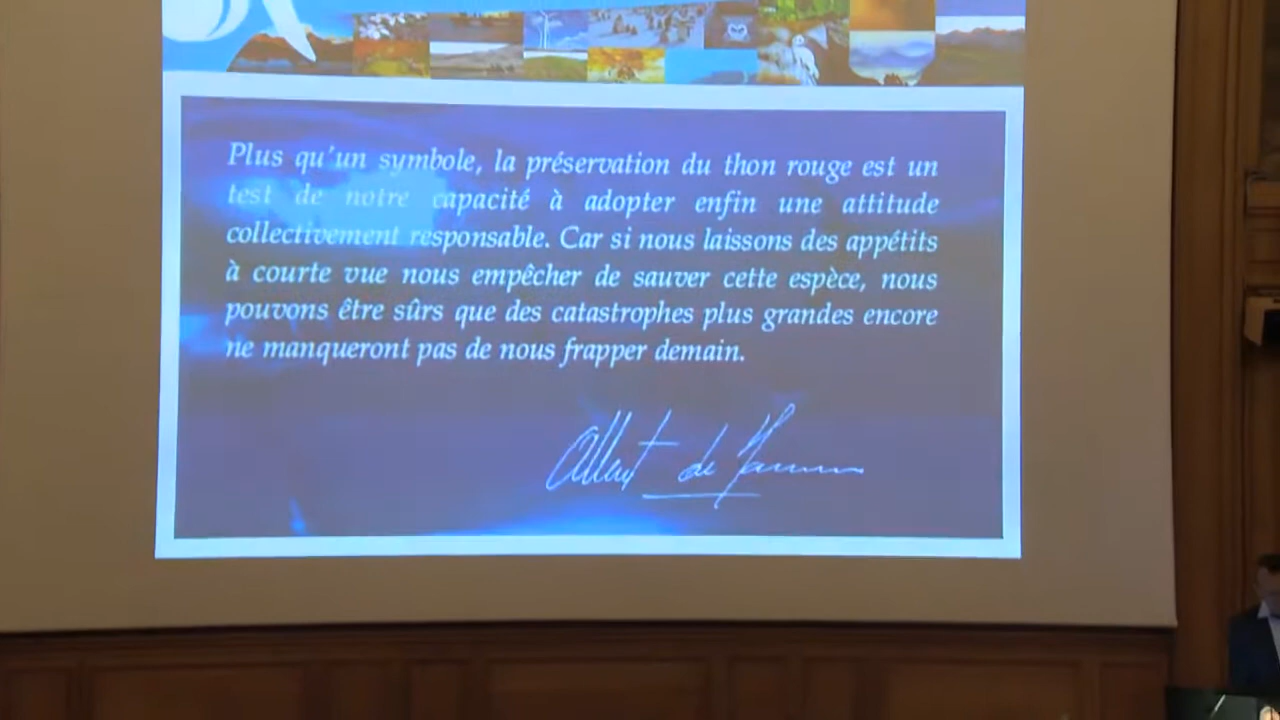 Plus qu'un symbole, la préservation du thon rouge est un
test de notre capacité à adopter enfin une attitude
collectivement responsable. Car si nous laissons des appétits
à courte vue nous empêcher de sauver cette espèce, nous
pouvons être sûrs que des catastrophes plus grandes encore
ne manqueront pas de nous frapper demain.
Albert de